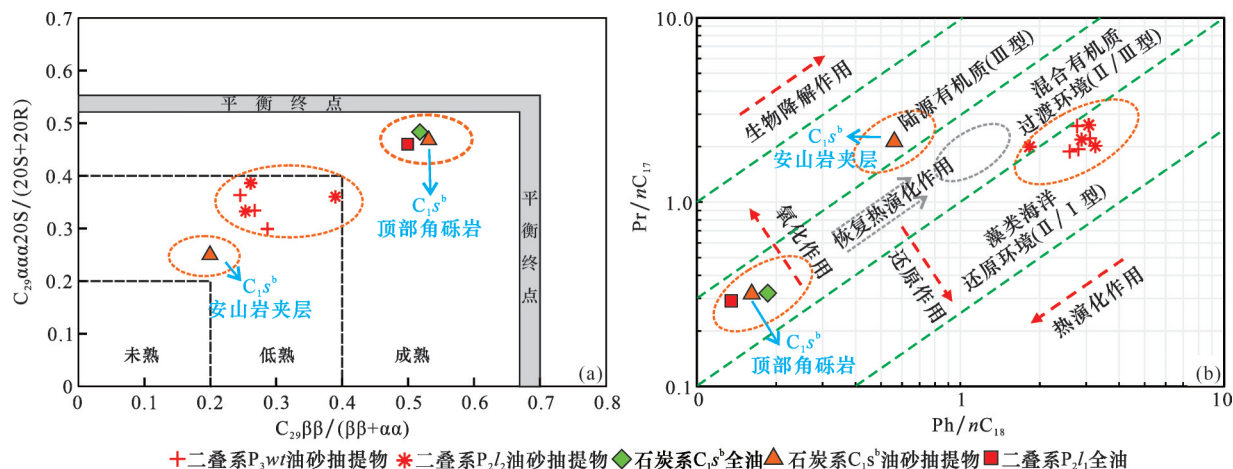 0.7
0.6
0.5
0.4
0.3
0.2
0.1
0
C₂₉ααα20S/(20S+20R)
平衡终点
平衡终点
C₁sᵇ
顶部角砾岩
C₁sᵇ
安山岩夹层
未熟
低熟
成熟
(a)
0 0.1 0.2 0.3 0.4 0.5 0.6 0.7 0.8
C₂₉ββ/(ββ+αα)
10.0
1.0
0.1
Pr/nC₁₇
生物降解作用
陆源有机质(III型)
混合有机质
过渡环境(II/III型)
C₁sᵇ
安山岩夹层
恢复热演化作用
氧化作用
还原作用
藻类海洋
还原环境(II/I型)
热演化作用
C₁sᵇ
顶部角砾岩
(b)
0 1 10
Ph/nC₁₈
二叠系P₃wt油砂抽提物 二叠系P₂l₂油砂抽提物 石炭系C₁sᵇ全油 石炭系C₁sᵇ油砂抽提物 二叠系P₂l₁全油